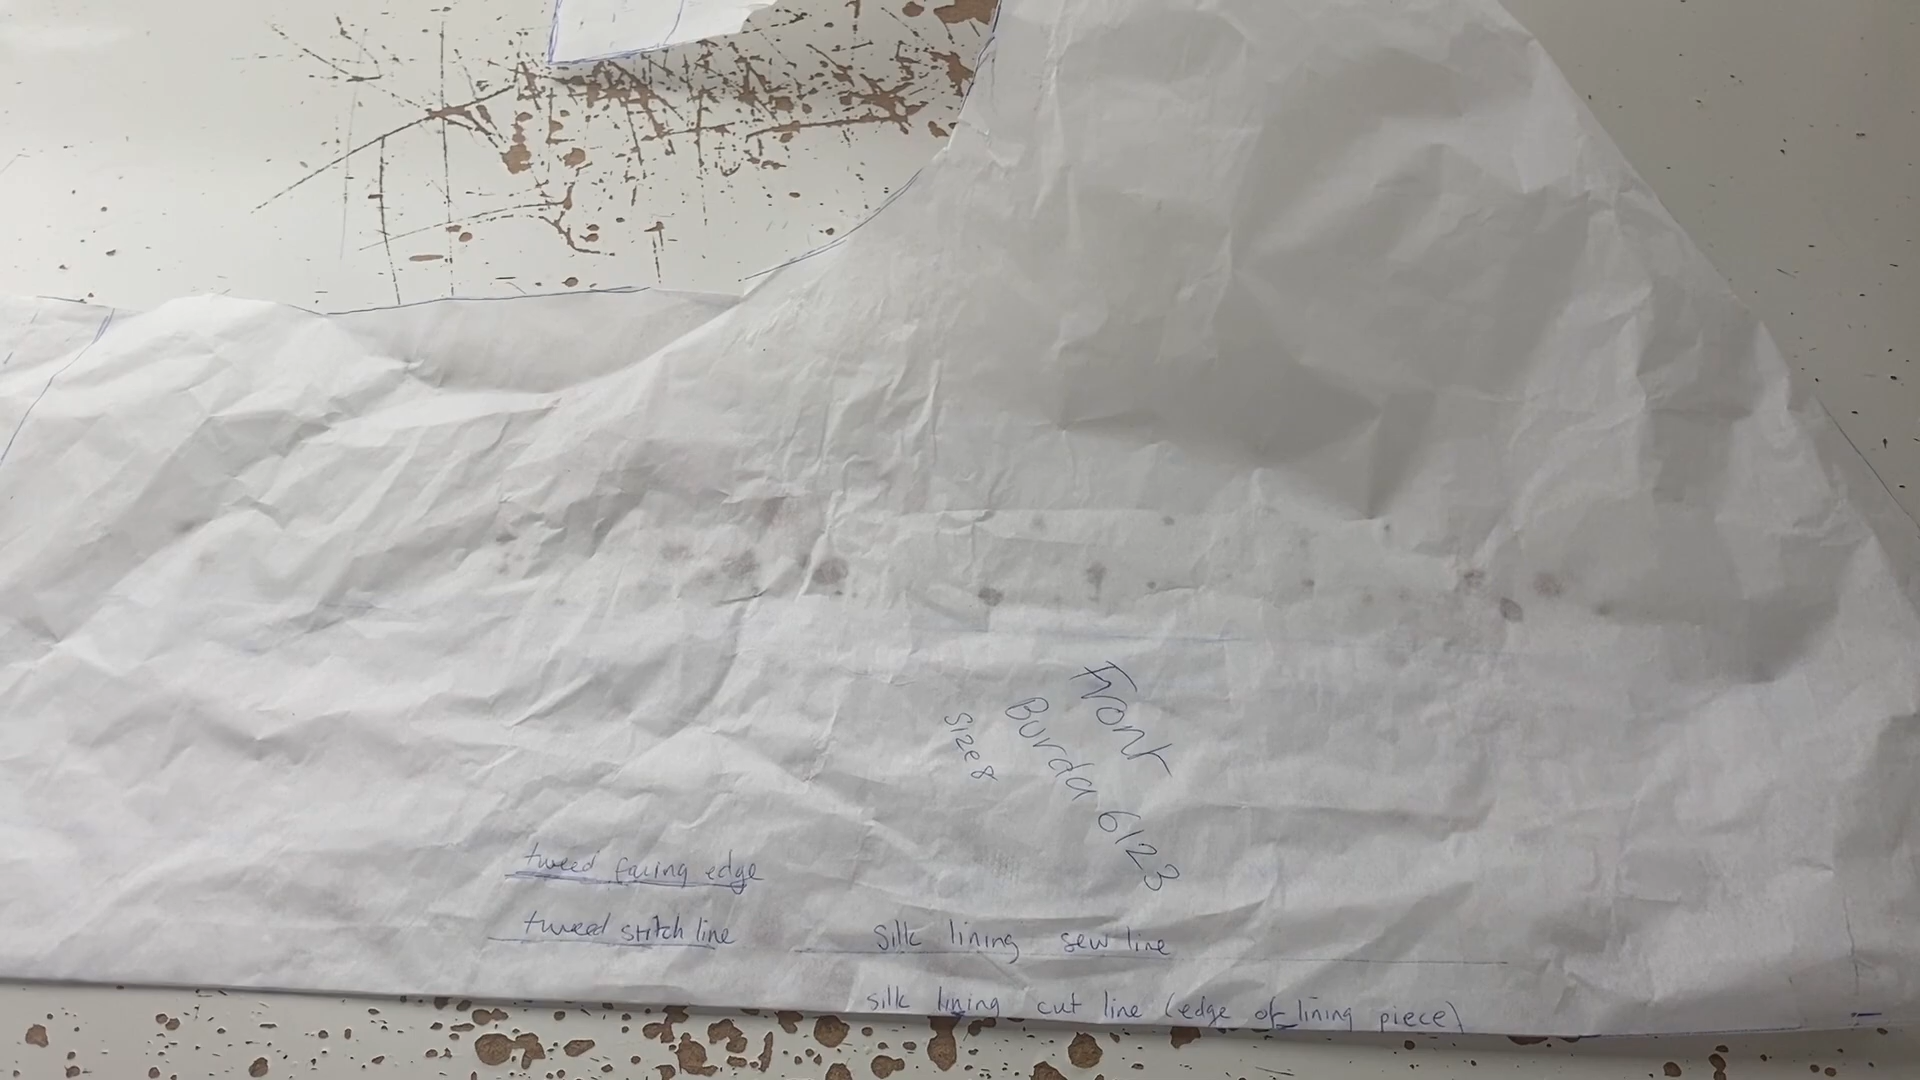 Front
Burda 6123
Size 8
tweed facing edge
tweed stitch line
Silk lining sew line
silk lining cut line (edge of lining piece)